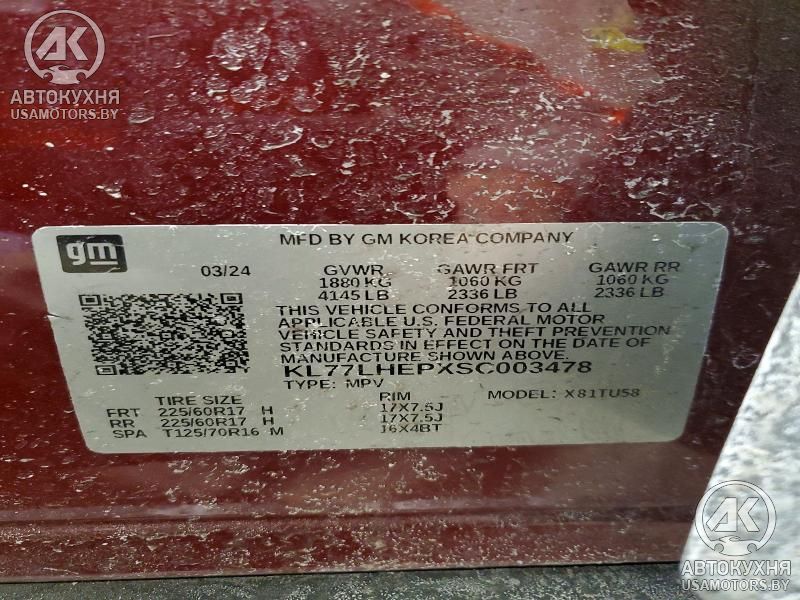 АК
АВТОКУХНЯ
USAMOTORS.BY
gm
MFD BY GM KOREA COMPANY
03/24 GVWR GAWR FRT GAWR RR
1880 KG 1060 KG 1060 KG
4145 LB 2336 LB 2336 LB
THIS VEHICLE CONFORMS TO ALL
APPLICABLE U.S. FEDERAL MOTOR
VEHICLE SAFETY AND THEFT PREVENTION
STANDARDS IN EFFECT ON THE DATE OF
MANUFACTURE SHOWN ABOVE.
KL77LHEPXSC003478
TYPE: MPV MODEL: X81TU58
TIRE SIZE RIM
FRT 225/60R17 H 17X7.5J
RR 225/60R17 H 17X7.5J
SPA T125/70R16 M 16X4BT
АК
АВТОКУХНЯ
USAMOTORS.BY